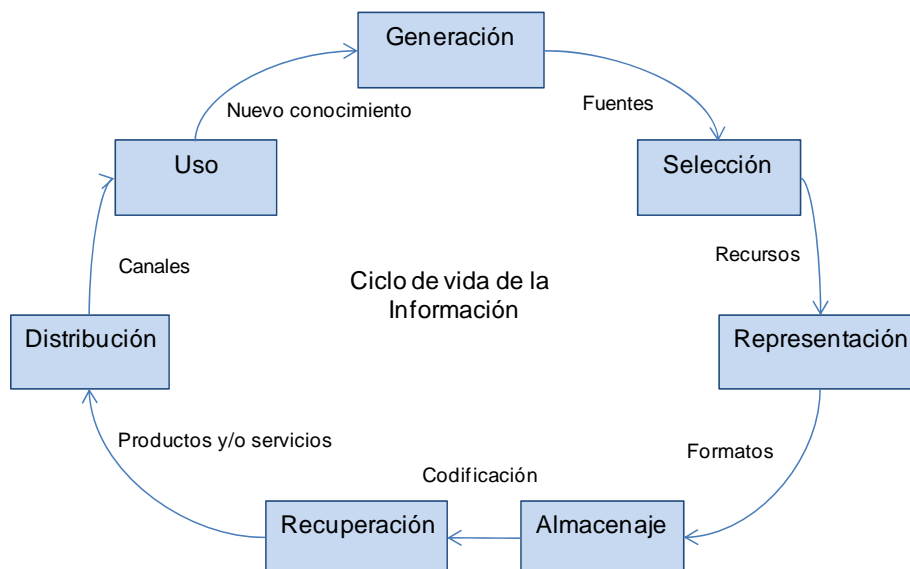 Generación
Fuentes
Nuevo conocimiento
Uso
Selección
Recursos
Canales
Ciclo de vida de la
Información
Distribución
Representación
Productos y/o servicios
Formatos
Codificación
Recuperación
Almacenaje